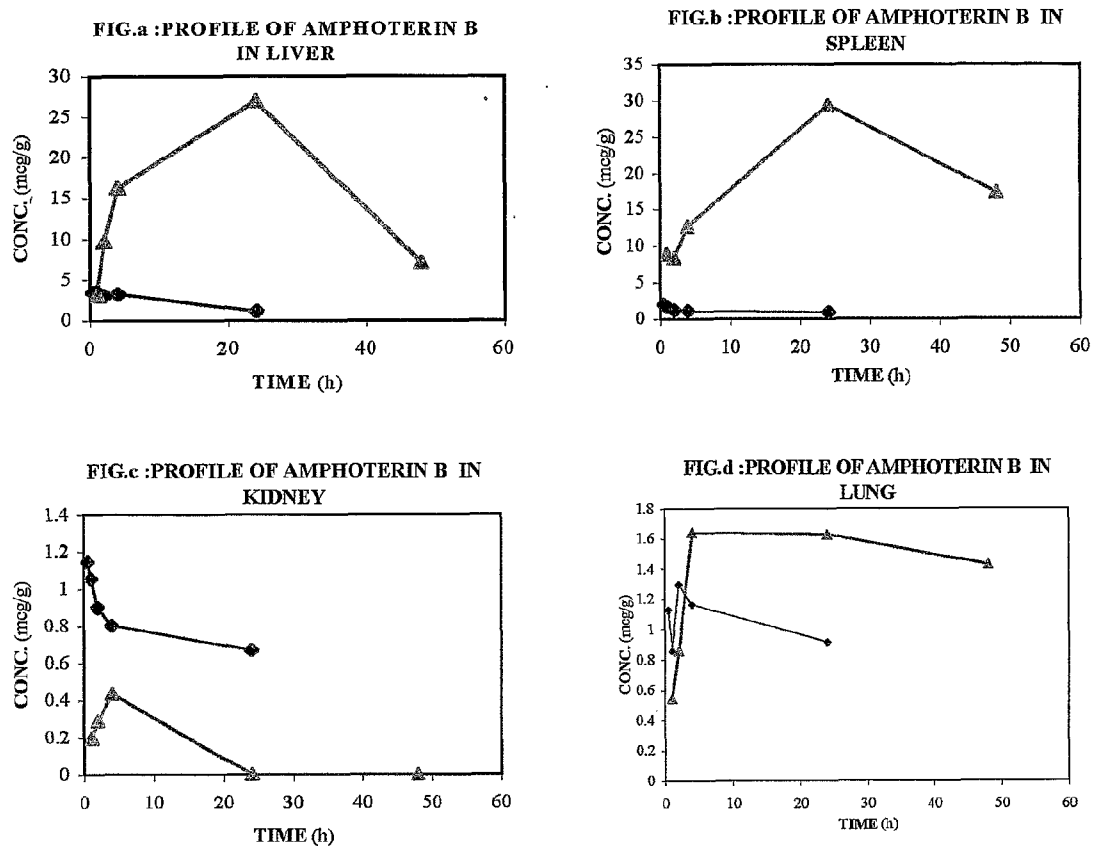 FIG.a :PROFILE OF AMPHOTERIN B
IN LIVER
30
25
20
15
10
5
0
CONC. (mcg/g)
0 20 40 60
TIME (h)
FIG.b :PROFILE OF AMPHOTERIN B IN
SPLEEN
35
30
25
20
15
10
5
0
CONC. (mcg/g)
0 10 20 30 40 50 60
TIME (h)
FIG.c :PROFILE OF AMPHOTERIN B IN
KIDNEY
1.4
1.2
1
0.8
0.6
0.4
0.2
0
CONC. (mcg/g)
0 10 20 30 40 50 60
TIME (h)
FIG.d :PROFILE OF AMPHOTERIN B IN
LUNG
1.8
1.6
1.4
1.2
1
0.8
0.6
0.4
0.2
0
CONC. (mcg/g)
0 10 20 30 40 50 60
TIME (h)